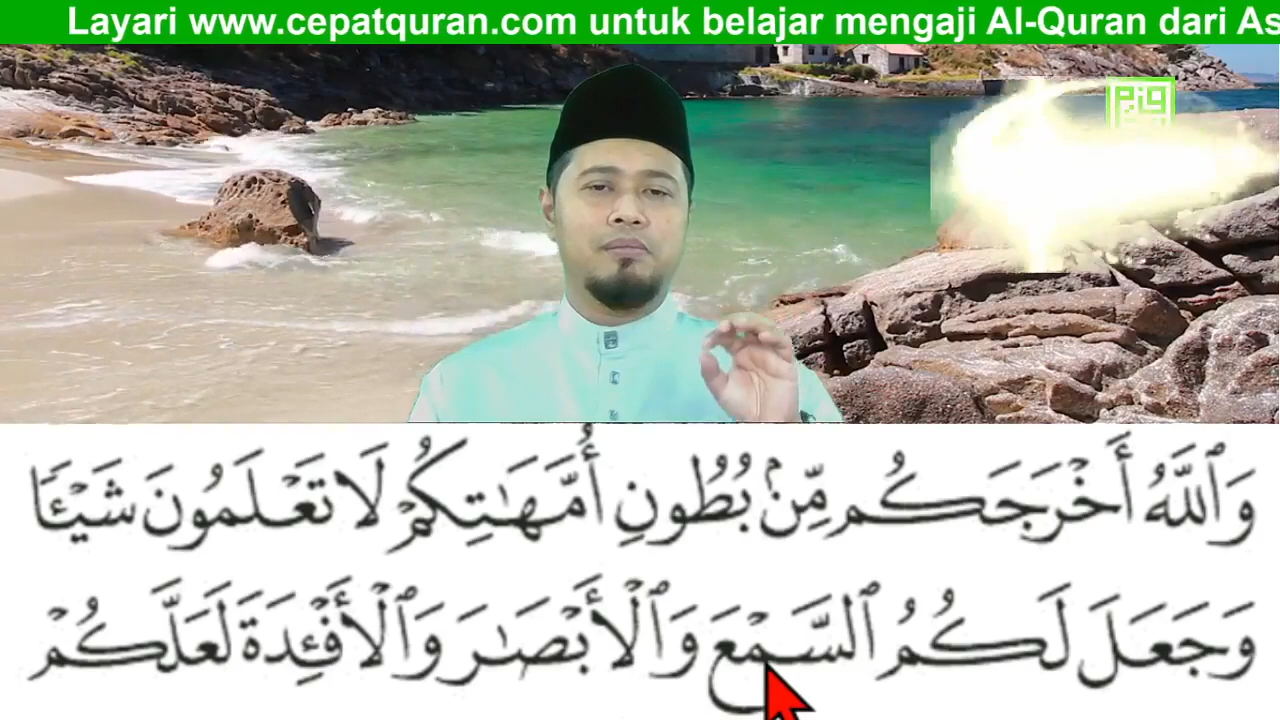 Layari www.cepatquran.com untuk belajar mengaji Al-Quran dari As
وَٱللَّهُ أَخْرَجَكُم مِّنۢ بُطُونِ أُمَّهَٰتِكُمْ لَا تَعْلَمُونَ شَيْـًٔا
وَجَعَلَ لَكُمُ ٱلسَّمْعَ وَٱلْأَبْصَٰرَ وَٱلْأَفْـِٔدَةَ لَعَلَّكُمْ